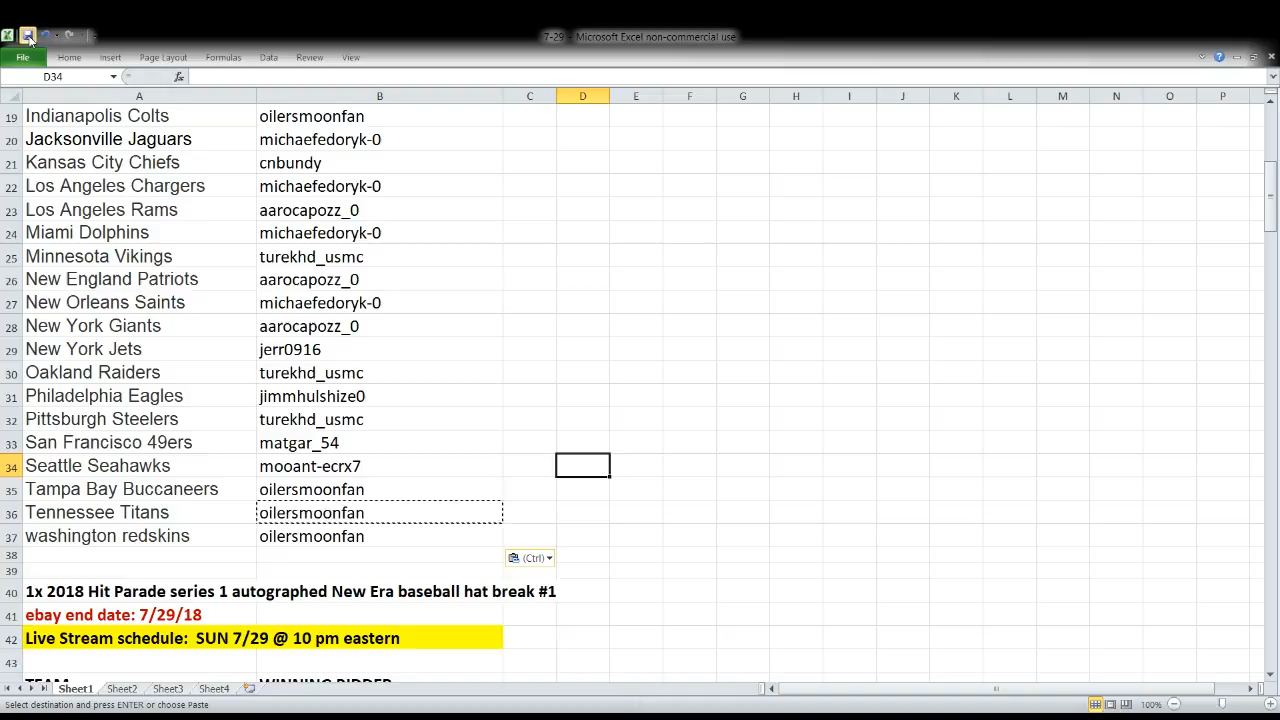 7-29 - Microsoft Excel non-commercial use
File Home Insert Page Layout Formulas Data Review View
D34 fx
A B C D E F G H I J K L M N O P
19 Indianapolis Colts oilersmoonfan
20 Jacksonville Jaguars michaefedoryk-0
21 Kansas City Chiefs cnbundy
22 Los Angeles Chargers michaefedoryk-0
23 Los Angeles Rams aarocapozz_0
24 Miami Dolphins michaefedoryk-0
25 Minnesota Vikings turekhd_usmc
26 New England Patriots aarocapozz_0
27 New Orleans Saints michaefedoryk-0
28 New York Giants aarocapozz_0
29 New York Jets jerr0916
30 Oakland Raiders turekhd_usmc
31 Philadelphia Eagles jimmhulshize0
32 Pittsburgh Steelers turekhd_usmc
33 San Francisco 49ers matgar_54
34 Seattle Seahawks mooant-ecrx7
35 Tampa Bay Buccaneers oilersmoonfan
36 Tennessee Titans oilersmoonfan
37 washington redskins oilersmoonfan
38 (Ctrl)
39
40 1x 2018 Hit Parade series 1 autographed New Era baseball hat break #1
41 ebay end date: 7/29/18
42 Live Stream schedule: SUN 7/29 @ 10 pm eastern
43
TEAM WINNING BIDDER
Sheet1 Sheet2 Sheet3 Sheet4
Select destination and press ENTER or choose Paste 100%